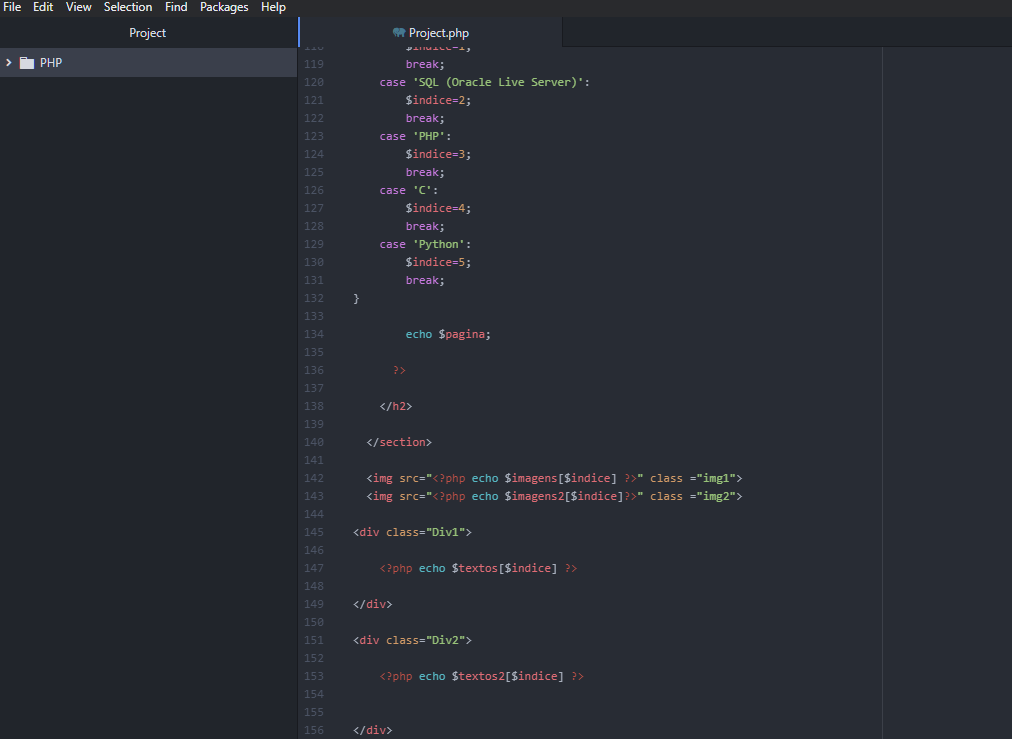 File Edit View Selection Find Packages Help
Project
Project.php
PHP
118 $indice=1;
119 break;
120 case 'SQL (Oracle Live Server)':
121 $indice=2;
122 break;
123 case 'PHP':
124 $indice=3;
125 break;
126 case 'C':
127 $indice=4;
128 break;
129 case 'Python':
130 $indice=5;
131 break;
132 }
133
134 echo $pagina;
135
136 ?>
137
138 </h2>
139
140 </section>
141
142 <img src="<?php echo $imagens[$indice] ?>" class ="img1">
143 <img src="<?php echo $imagens2[$indice]?>" class ="img2">
144
145 <div class="Div1">
146
147 <?php echo $textos[$indice] ?>
148
149 </div>
150
151 <div class="Div2">
152
153 <?php echo $textos2[$indice] ?>
154
155
156 </div>